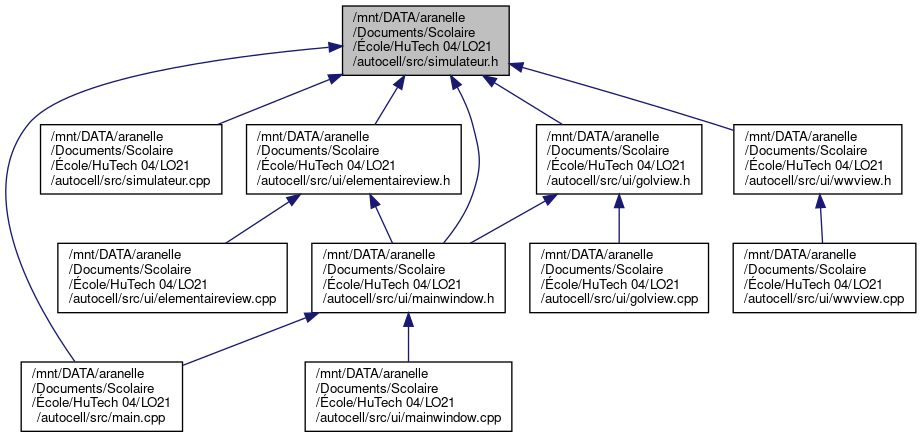 /mnt/DATA/aranelle
/Documents/Scolaire
/École/HuTech 04/LO21
/autocell/src/simulateur.h
/mnt/DATA/aranelle
/Documents/Scolaire
/École/HuTech 04/LO21
/autocell/src/simulateur.cpp
/mnt/DATA/aranelle
/Documents/Scolaire
/École/HuTech 04/LO21
/autocell/src/ui/elementaireview.h
/mnt/DATA/aranelle
/Documents/Scolaire
/École/HuTech 04/LO21
/autocell/src/ui/golview.h
/mnt/DATA/aranelle
/Documents/Scolaire
/École/HuTech 04/LO21
/autocell/src/ui/wwview.h
/mnt/DATA/aranelle
/Documents/Scolaire
/École/HuTech 04/LO21
/autocell/src/ui/elementaireview.cpp
/mnt/DATA/aranelle
/Documents/Scolaire
/École/HuTech 04/LO21
/autocell/src/ui/mainwindow.h
/mnt/DATA/aranelle
/Documents/Scolaire
/École/HuTech 04/LO21
/autocell/src/ui/golview.cpp
/mnt/DATA/aranelle
/Documents/Scolaire
/École/HuTech 04/LO21
/autocell/src/ui/wwview.cpp
/mnt/DATA/aranelle
/Documents/Scolaire
/École/HuTech 04/LO21
/autocell/src/main.cpp
/mnt/DATA/aranelle
/Documents/Scolaire
/École/HuTech 04/LO21
/autocell/src/ui/mainwindow.cpp